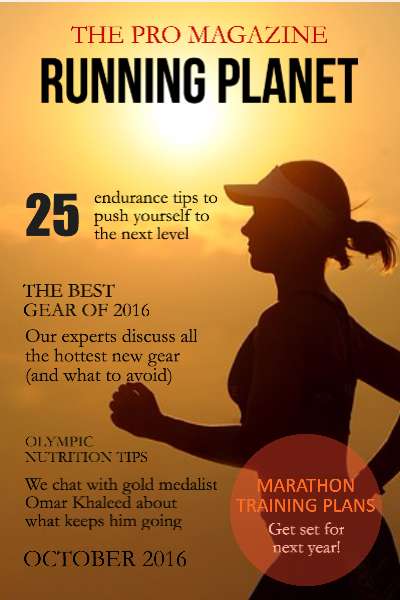 THE PRO MAGAZINE
RUNNING PLANET
25
endurance tips to
push yourself to
the next level
THE BEST
GEAR OF 2016
Our experts discuss all
the hottest new gear
(and what to avoid)
OLYMPIC
NUTRITION TIPS
We chat with gold medalist
Omar Khaleed about
what keeps him going
OCTOBER 2016
MARATHON
TRAINING PLANS
Get set for
next year!